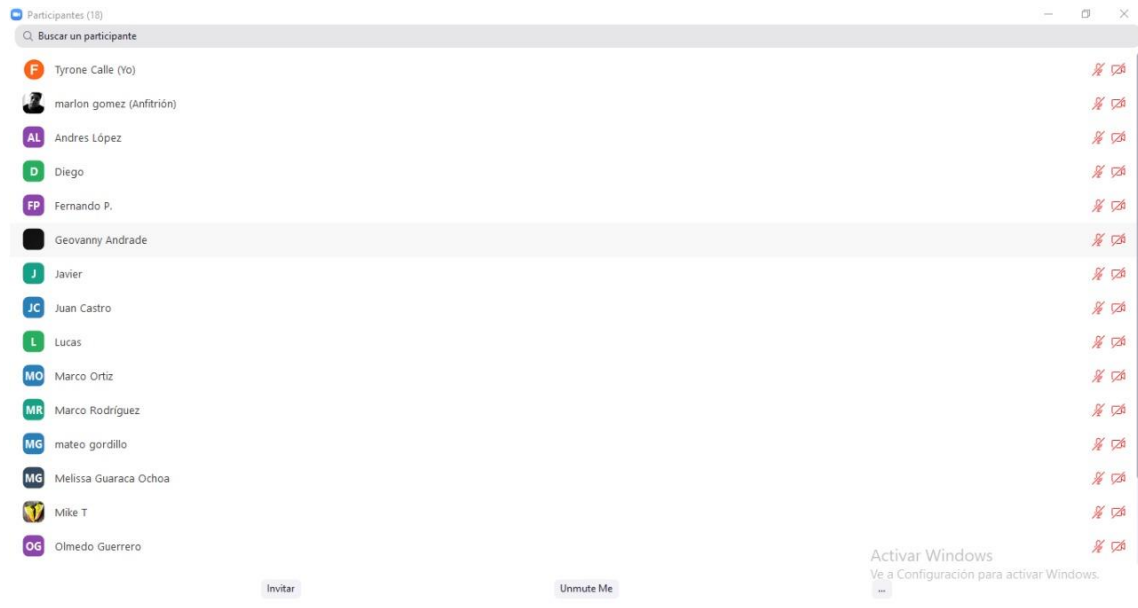 Participantes (18)
Buscar un participante
F Tyrone Calle (Yo)
marlon gomez (Anfitrión)
AL Andres López
D Diego
FP Fernando P.
Geovanny Andrade
J Javier
JC Juan Castro
L Lucas
MO Marco Ortiz
MR Marco Rodríguez
MG mateo gordillo
MG Melissa Guaraca Ochoa
Mike T
OG Olmedo Guerrero
Activar Windows
Ve a Configuración para activar Windows.
Invitar Unmute Me ...